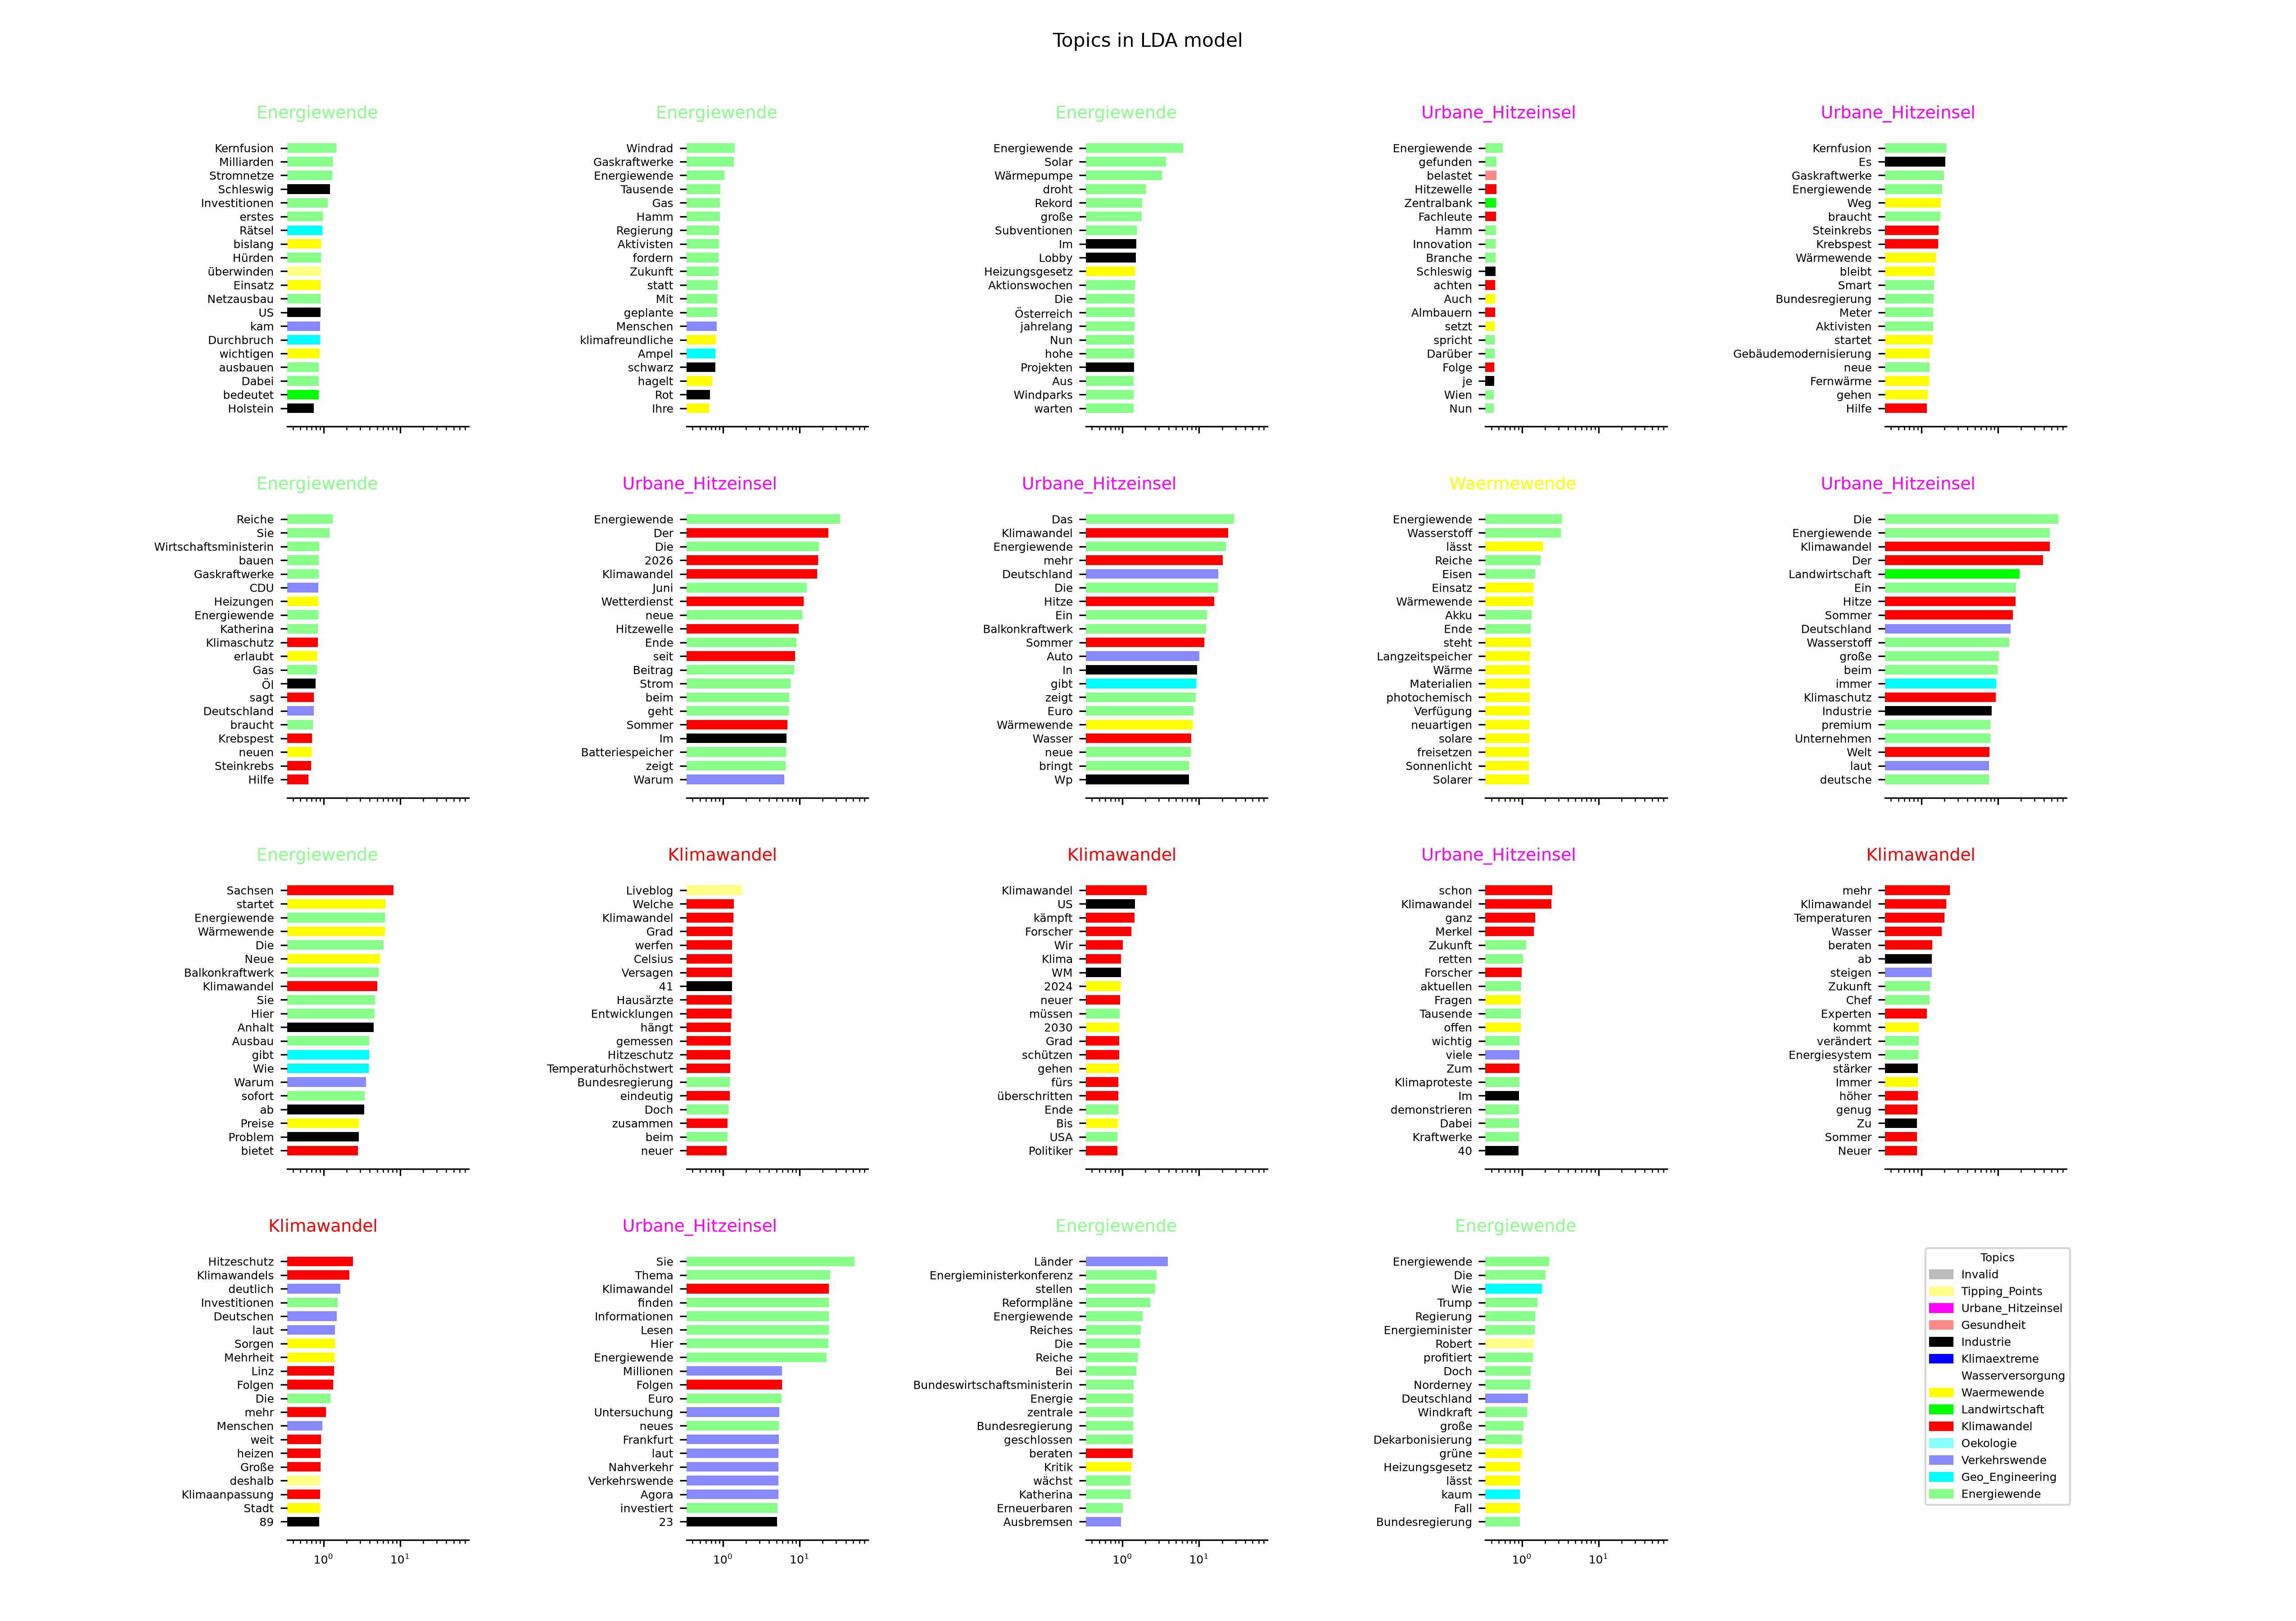 Topics in LDA model
Energiewende
Kernfusion
Milliarden
Stromnetze
Schleswig
Investitionen
erstes
Rätsel
bislang
Hürden
überwinden
Einsatz
Netzausbau
US
kam
Durchbruch
wichtigen
ausbauen
Dabei
bedeutet
Holstein
Energiewende
Windrad
Gaskraftwerke
Energiewende
Tausende
Gas
Hamm
Regierung
Aktivisten
fordern
Zukunft
statt
Mit
geplante
Menschen
klimafreundliche
Ampel
schwarz
hagelt
Rot
Ihre
Energiewende
Energiewende
Solar
Wärmepumpe
droht
Rekord
große
Subventionen
Im
Lobby
Heizungsgesetz
Aktionswochen
Die
Österreich
jahrelang
Nun
hohe
Projekten
Aus
Windparks
warten
Urbane_Hitzeinsel
Energiewende
gefunden
belastet
Hitzewelle
Zentralbank
Fachleute
Hamm
Innovation
Branche
Schleswig
achten
Auch
Almbauern
setzt
spricht
Darüber
Folge
je
Wien
Nun
Urbane_Hitzeinsel
Kernfusion
Es
Gaskraftwerke
Energiewende
Weg
braucht
Steinkrebs
Krebspest
Wärmewende
bleibt
Smart
Bundesregierung
Meter
Aktivisten
startet
Gebäudemodernisierung
neue
Fernwärme
gehen
Hilfe
Energiewende
Reiche
Sie
Wirtschaftsministerin
bauen
Gaskraftwerke
CDU
Heizungen
Energiewende
Katherina
Klimaschutz
erlaubt
Gas
Öl
sagt
Deutschland
braucht
Krebspest
neuen
Steinkrebs
Hilfe
Urbane_Hitzeinsel
Energiewende
Der
Die
2026
Klimawandel
Juni
Wetterdienst
neue
Hitzewelle
Ende
seit
Beitrag
Strom
beim
geht
Sommer
Im
Batteriespeicher
zeigt
Warum
Urbane_Hitzeinsel
Das
Klimawandel
Energiewende
mehr
Deutschland
Die
Hitze
Ein
Balkonkraftwerk
Sommer
Auto
In
gibt
zeigt
Euro
Wärmewende
Wasser
neue
bringt
Wp
Waermewende
Energiewende
Wasserstoff
lässt
Reiche
Eisen
Einsatz
Wärmewende
Akku
Ende
steht
Langzeitspeicher
Wärme
Materialien
photochemisch
Verfügung
neuartigen
solare
freisetzen
Sonnenlicht
Solarer
Urbane_Hitzeinsel
Die
Energiewende
Klimawandel
Der
Landwirtschaft
Ein
Hitze
Sommer
Deutschland
Wasserstoff
große
beim
immer
Klimaschutz
Industrie
premium
Unternehmen
Welt
laut
deutsche
Energiewende
Sachsen
startet
Energiewende
Wärmewende
Die
Neue
Balkonkraftwerk
Klimawandel
Sie
Hier
Anhalt
Ausbau
gibt
Wie
Warum
sofort
ab
Preise
Problem
bietet
Klimawandel
Liveblog
Welche
Klimawandel
Grad
werfen
Celsius
Versagen
41
Hausärzte
Entwicklungen
hängt
gemessen
Hitzeschutz
Temperaturhöchstwert
Bundesregierung
eindeutig
Doch
zusammen
beim
neuer
Klimawandel
Klimawandel
US
kämpft
Forscher
Wir
Klima
WM
2024
neuer
müssen
2030
Grad
schützen
gehen
fürs
überschritten
Ende
Bis
USA
Politiker
Urbane_Hitzeinsel
schon
Klimawandel
ganz
Merkel
Zukunft
retten
Forscher
aktuellen
Fragen
Tausende
offen
wichtig
viele
Zum
Klimaproteste
Im
demonstrieren
Dabei
Kraftwerke
40
Klimawandel
mehr
Klimawandel
Temperaturen
Wasser
beraten
ab
steigen
Zukunft
Chef
Experten
kommt
verändert
Energiesystem
stärker
Immer
höher
genug
Zu
Sommer
Neuer
Klimawandel
Hitzeschutz
Klimawandels
deutlich
Investitionen
Deutschen
laut
Sorgen
Mehrheit
Linz
Folgen
Die
mehr
Menschen
weit
heizen
Große
deshalb
Klimaanpassung
Stadt
89
10⁰ 10¹
Urbane_Hitzeinsel
Sie
Thema
Klimawandel
finden
Informationen
Lesen
Hier
Energiewende
Millionen
Folgen
Euro
Untersuchung
neues
Frankfurt
laut
Nahverkehr
Verkehrswende
Agora
investiert
23
10⁰ 10¹
Energiewende
Länder
Energieministerkonferenz
stellen
Reformpläne
Energiewende
Reiches
Die
Reiche
Bei
Bundeswirtschaftsministerin
Energie
zentrale
Bundesregierung
geschlossen
beraten
Kritik
wächst
Katherina
Erneuerbaren
Ausbremsen
10⁰ 10¹
Energiewende
Energiewende
Die
Wie
Trump
Regierung
Energieminister
Robert
profitiert
Doch
Norderney
Deutschland
Windkraft
große
Dekarbonisierung
grüne
Heizungsgesetz
lässt
kaum
Fall
Bundesregierung
10⁰ 10¹
Topics
Invalid
Tipping_Points
Urbane_Hitzeinsel
Gesundheit
Industrie
Klimaextreme
Wasserversorgung
Waermewende
Landwirtschaft
Klimawandel
Oekologie
Verkehrswende
Geo_Engineering
Energiewende